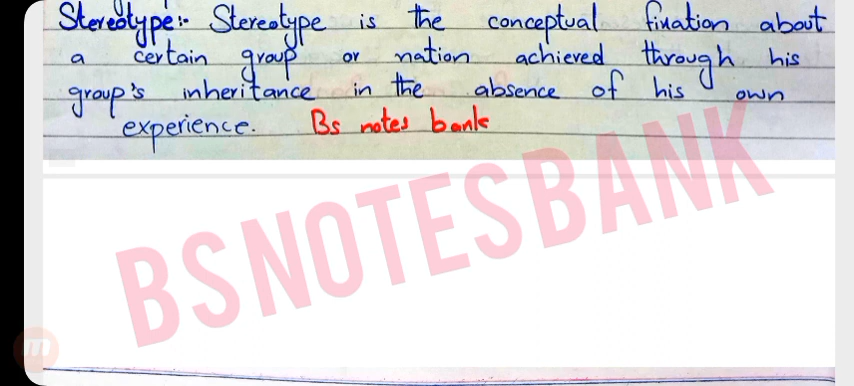 Stereotype:- Stereotype is the conceptual fixation about
a certain group or nation achieved through his
group's inheritance in the absence of his own
experience. Bs notes bank
BSNOTESBANK
m